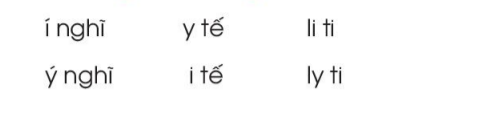 í nghĩ y tế li ti
ý nghĩ i tế ly ti